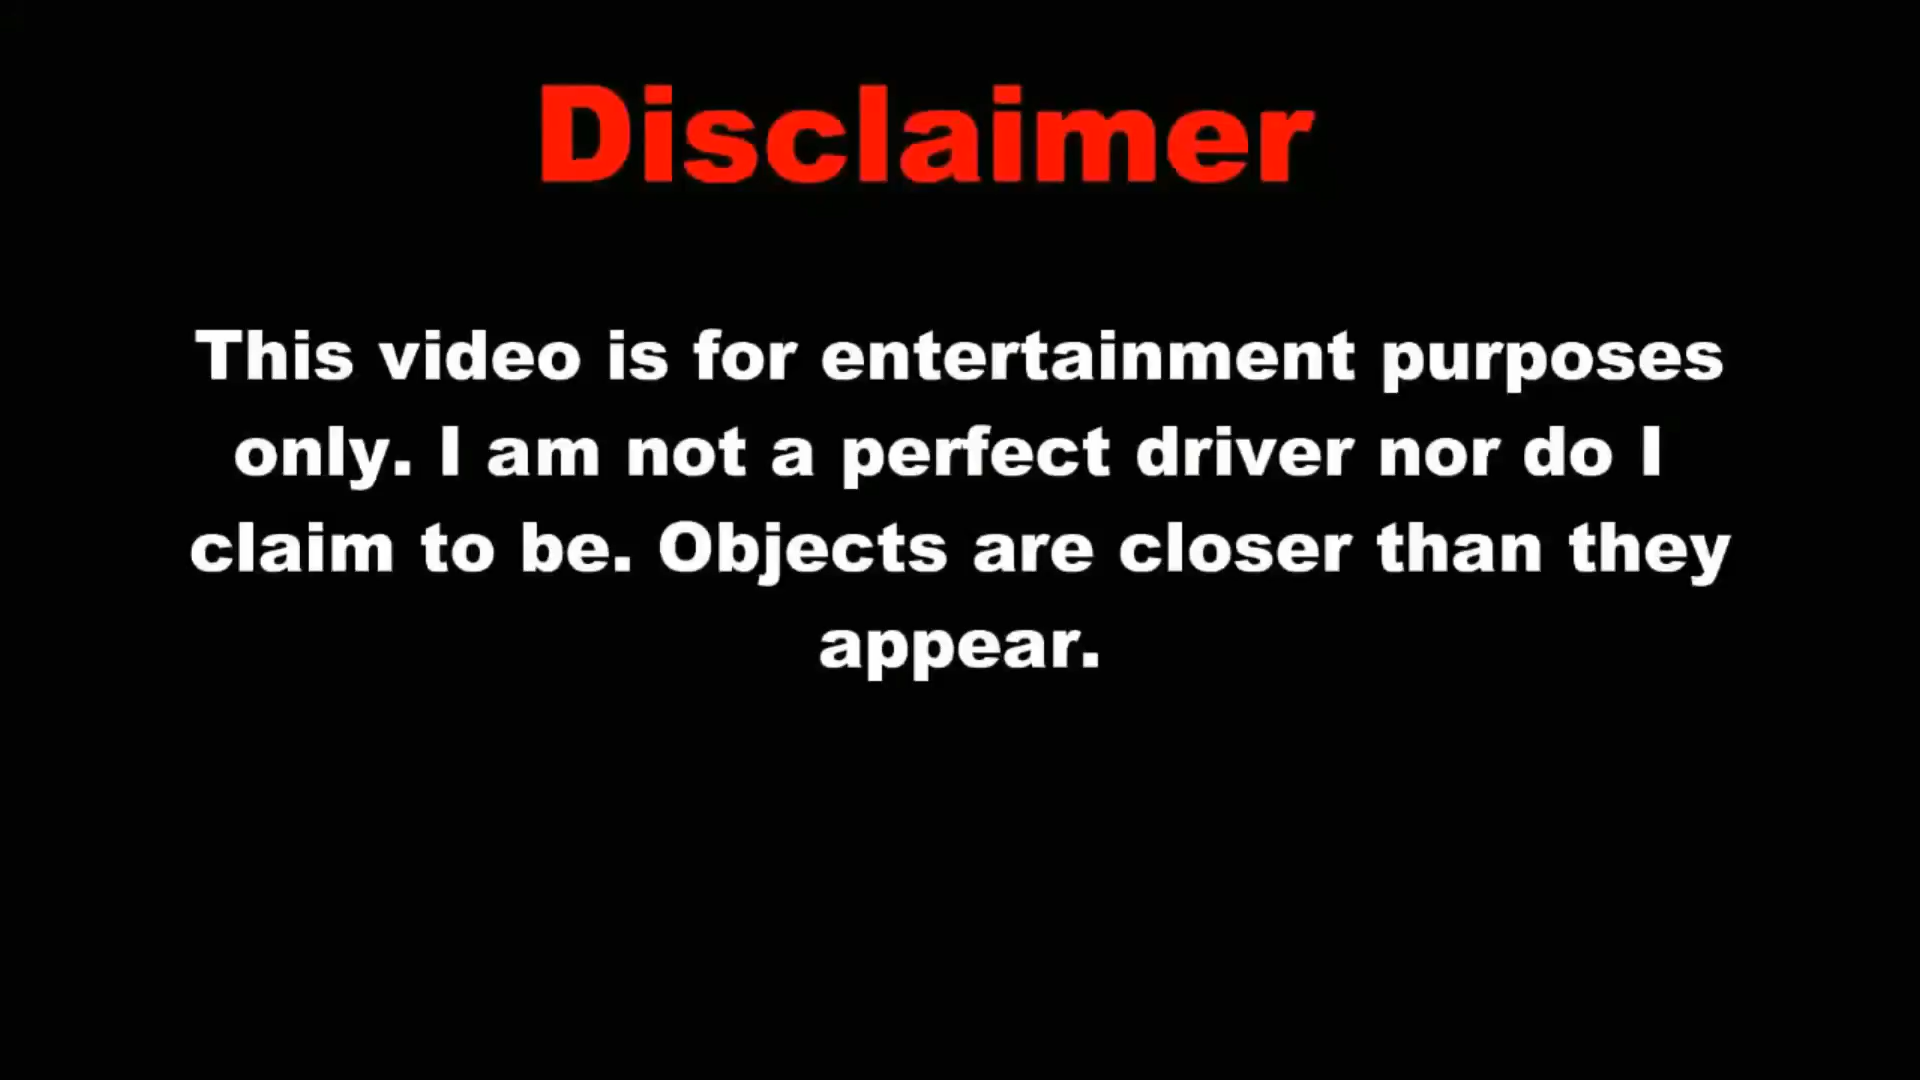 Disclaimer
This video is for entertainment purposes
only. I am not a perfect driver nor do I
claim to be. Objects are closer than they
appear.